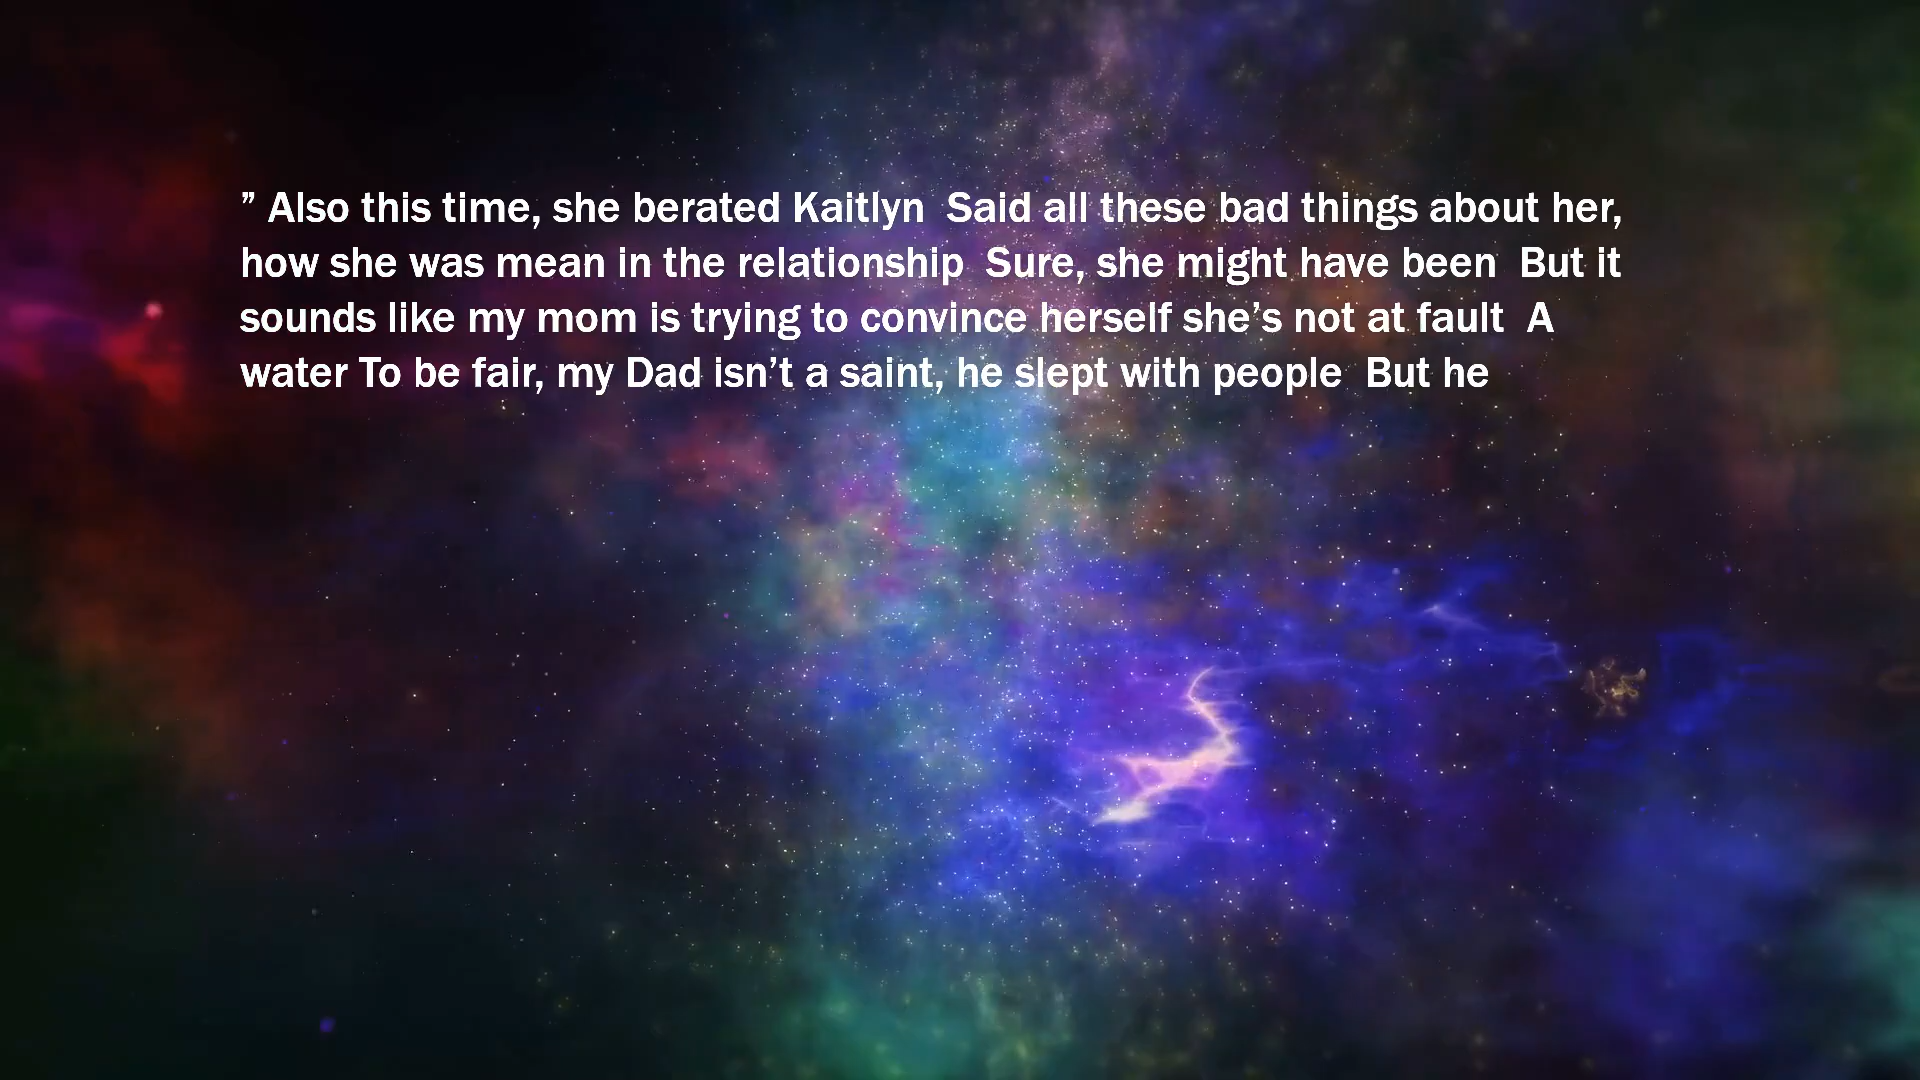 ” Also this time, she berated Kaitlyn  Said all these bad things about her,
how she was mean in the relationship  Sure, she might have been  But it
sounds like my mom is trying to convince herself she’s not at fault  A
water To be fair, my Dad isn’t a saint, he slept with people  But he